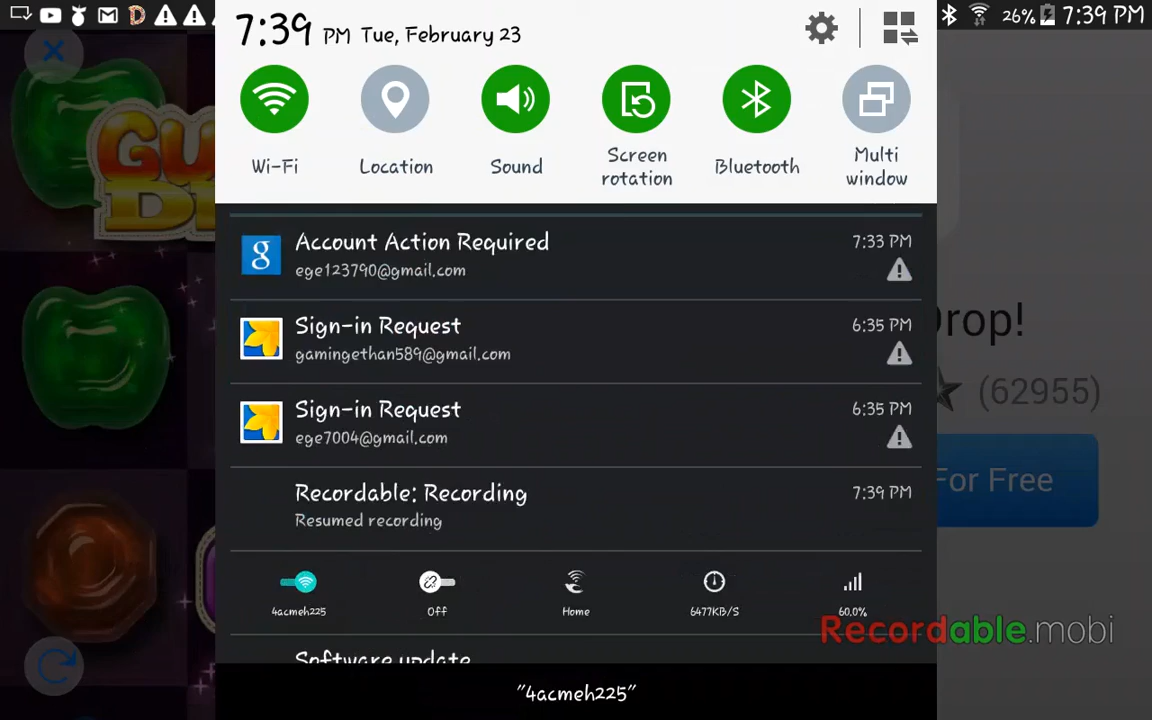 7:39 PM Tue, February 23
26% 7:39 PM
Wi-Fi
Location
Sound
Screen rotation
Bluetooth
Multi window
Account Action Required
7:33 PM
ege123790@gmail.com
Sign-in Request
6:35 PM
gamingethan589@gmail.com
Sign-in Request
6:35 PM
ege7004@gmail.com
Recordable: Recording
7:39 PM
Resumed recording
4acmeh225
Off
Home
6477KB/S
60.0%
Software update
"4acmeh225"
Drop!
(62955)
For Free
Recordable.mobi